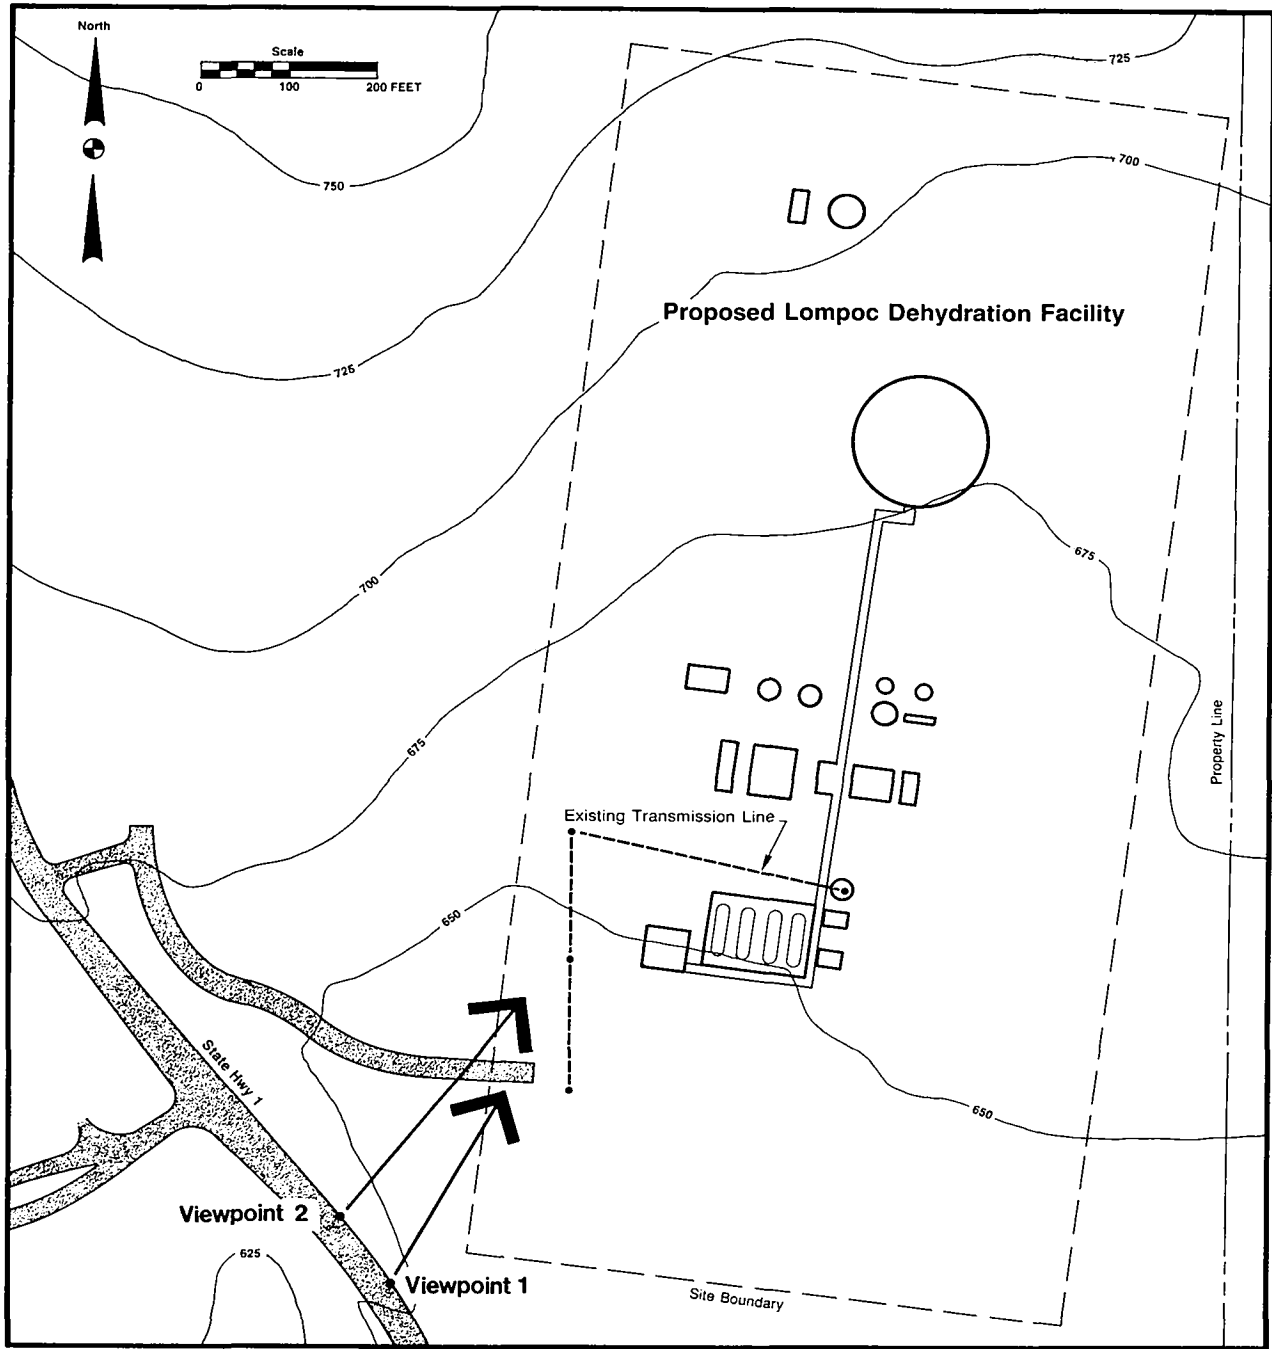 North
Scale
0 100 200 FEET
725
700
750
Proposed Lompoc Dehydration Facility
725
675
700
675
Property Line
Existing Transmission Line
650
State Hwy 1
650
Viewpoint 2
625
Viewpoint 1
Site Boundary